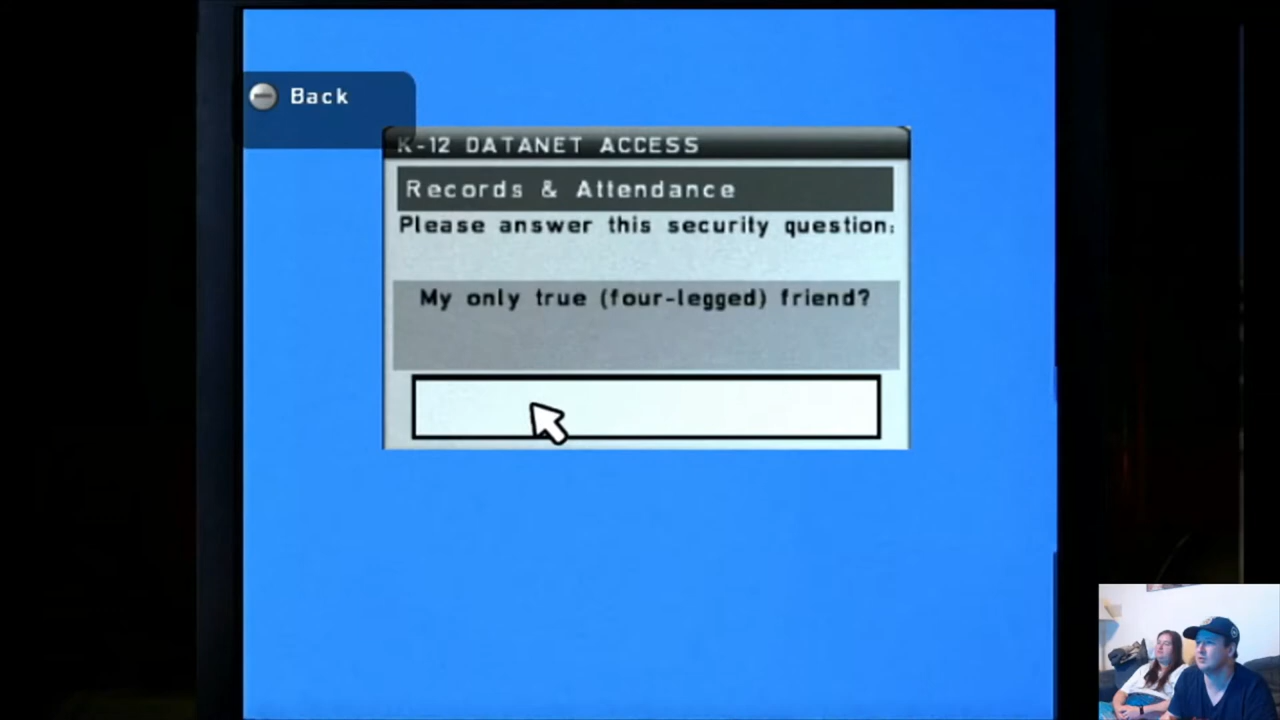 Back
K-12 DATANET ACCESS
Records & Attendance
Please answer this security question:
My only true (four-legged) friend?